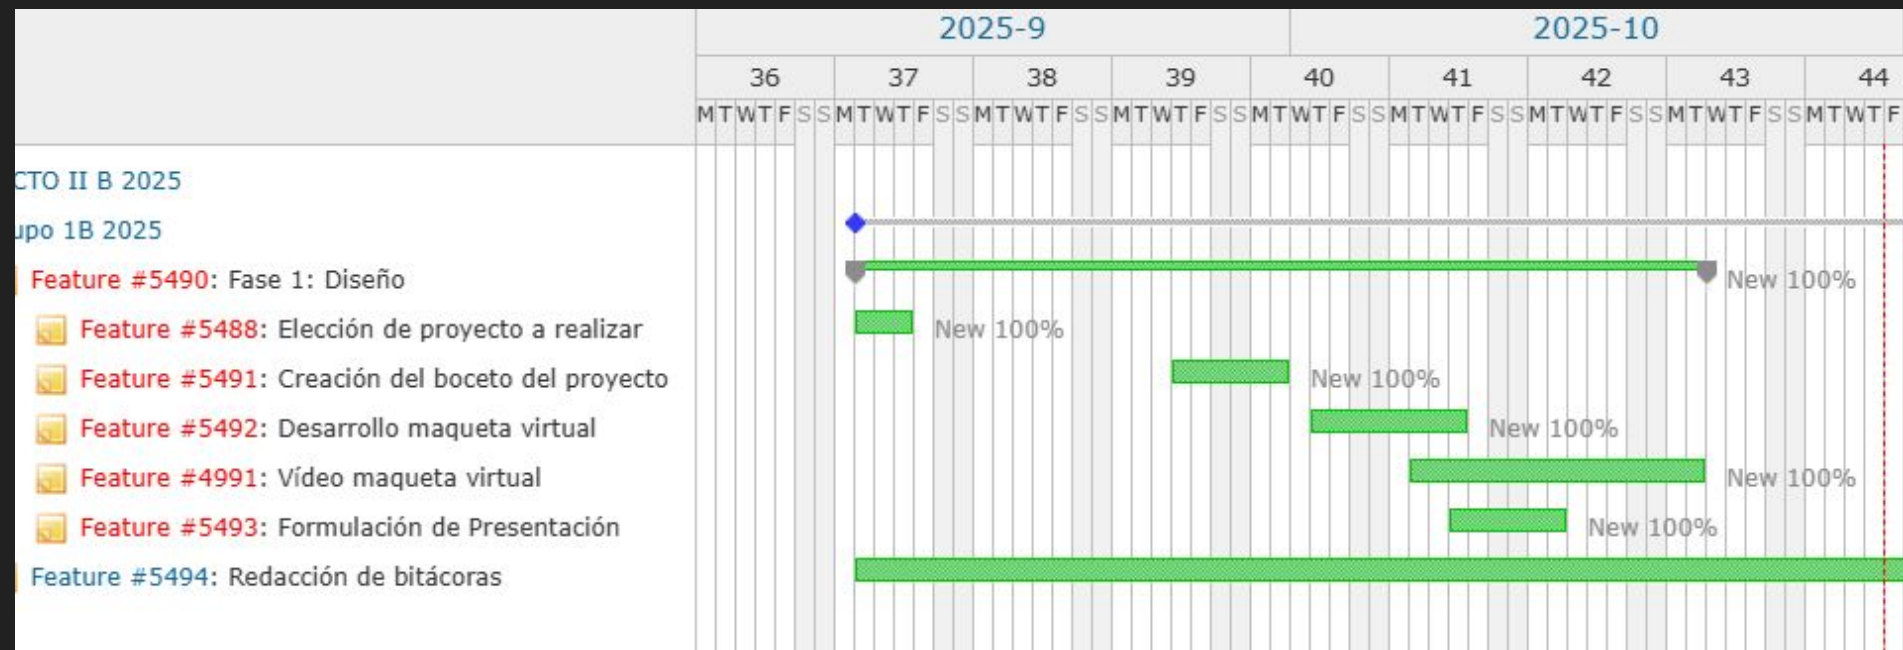 2025-9 2025-10
36 37 38 39 40 41 42 43 44
M T W T F S S M T W T F S S M T W T F S S M T W T F S S M T W T F S S M T W T F S S M T W T F S S M T W T F S S M T W T F
CTO II B 2025
upo 1B 2025
Feature #5490: Fase 1: Diseño New 100%
Feature #5488: Elección de proyecto a realizar New 100%
Feature #5491: Creación del boceto del proyecto New 100%
Feature #5492: Desarrollo maqueta virtual New 100%
Feature #4991: Vídeo maqueta virtual New 100%
Feature #5493: Formulación de Presentación New 100%
Feature #5494: Redacción de bitácoras